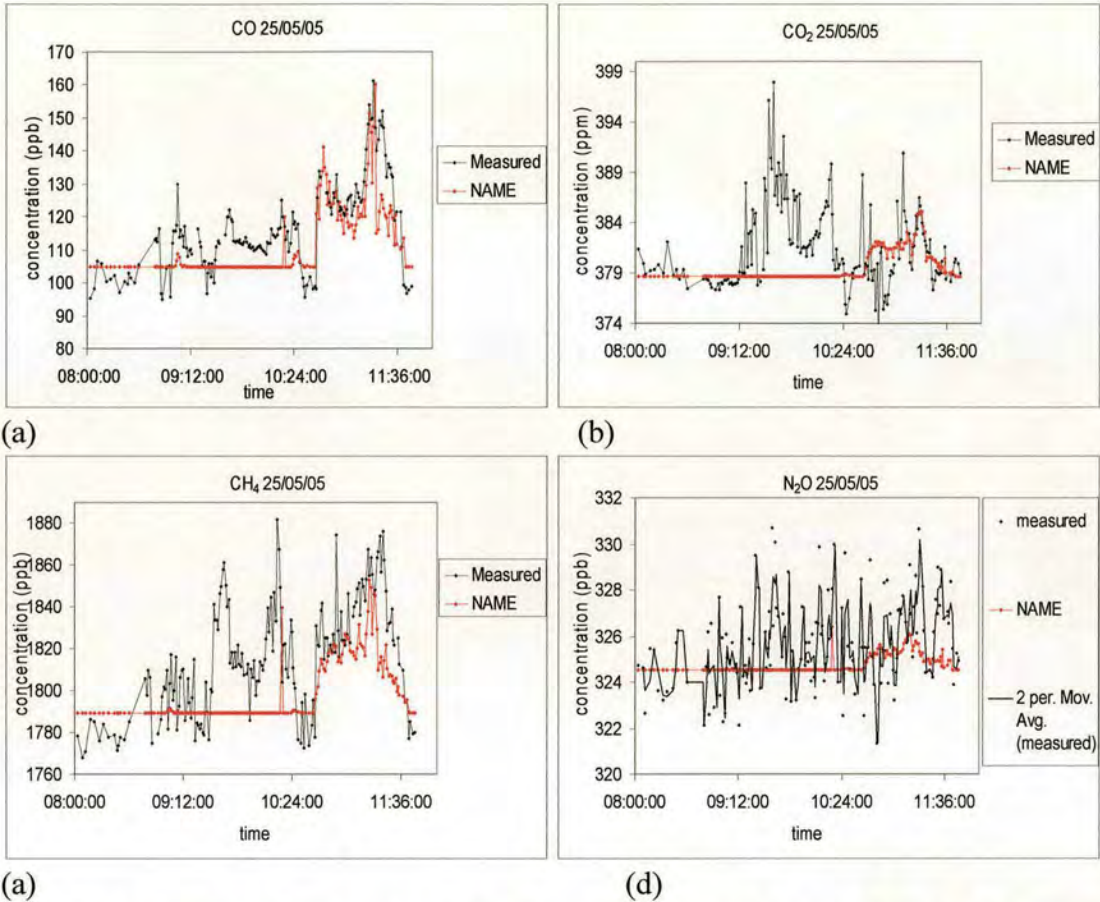 CO 25/05/05
170
160
150
140
130
120
110
100
90
80
concentration (ppb)
08:00:00 09:12:00 10:24:00 11:36:00
time
Measured
NAME
(a)
CO₂ 25/05/05
399
394
389
384
379
374
concentration (ppm)
08:00:00 09:12:00 10:24:00 11:36:00
time
Measured
NAME
(b)
CH₄ 25/05/05
1880
1860
1840
1820
1800
1780
1760
concentration (ppb)
08:00:00 09:12:00 10:24:00 11:36:00
time
Measured
NAME
(a)
N₂O 25/05/05
332
330
328
326
324
322
320
concentration (ppb)
08:00:00 09:12:00 10:24:00 11:36:00
time
measured
NAME
2 per. Mov.
Avg.
(measured)
(d)